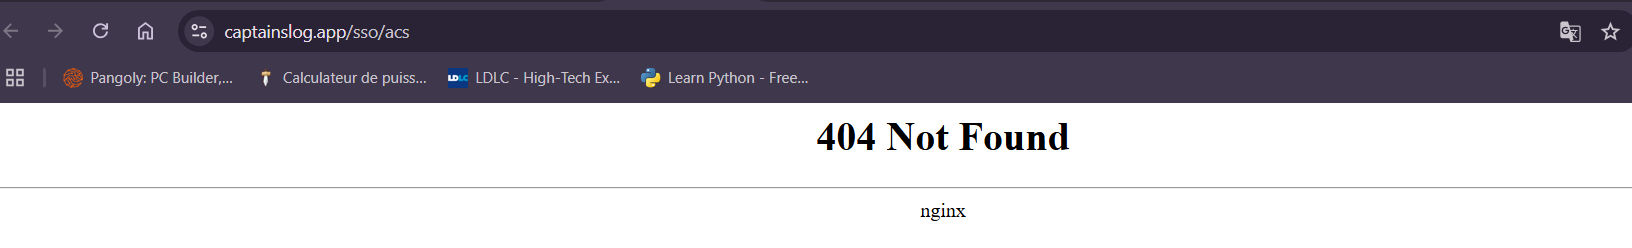 captainslog.app/sso/acs
Pangoly: PC Builder,... Calculateur de puiss... LDLC LDLC - High-Tech Ex... Learn Python - Free...
404 Not Found
nginx